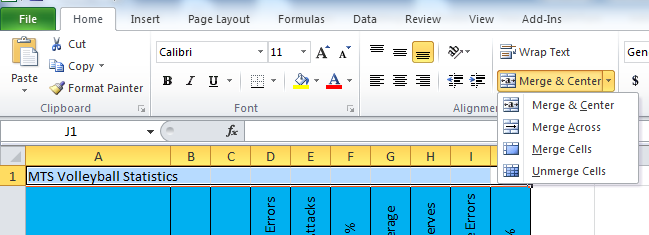 File Home Insert Page Layout Formulas Data Review View Add-Ins
Cut
Copy
Format Painter
Paste
Clipboard
Calibri 11
B I U
Font
Wrap Text
Merge & Center
Alignme
Gen
$
Merge & Center
Merge Across
Merge Cells
Unmerge Cells
J1 fx
A B C D E F G H I
1 MTS Volleyball Statistics
Errors
Attacks
%
erage
erves
e Errors
%